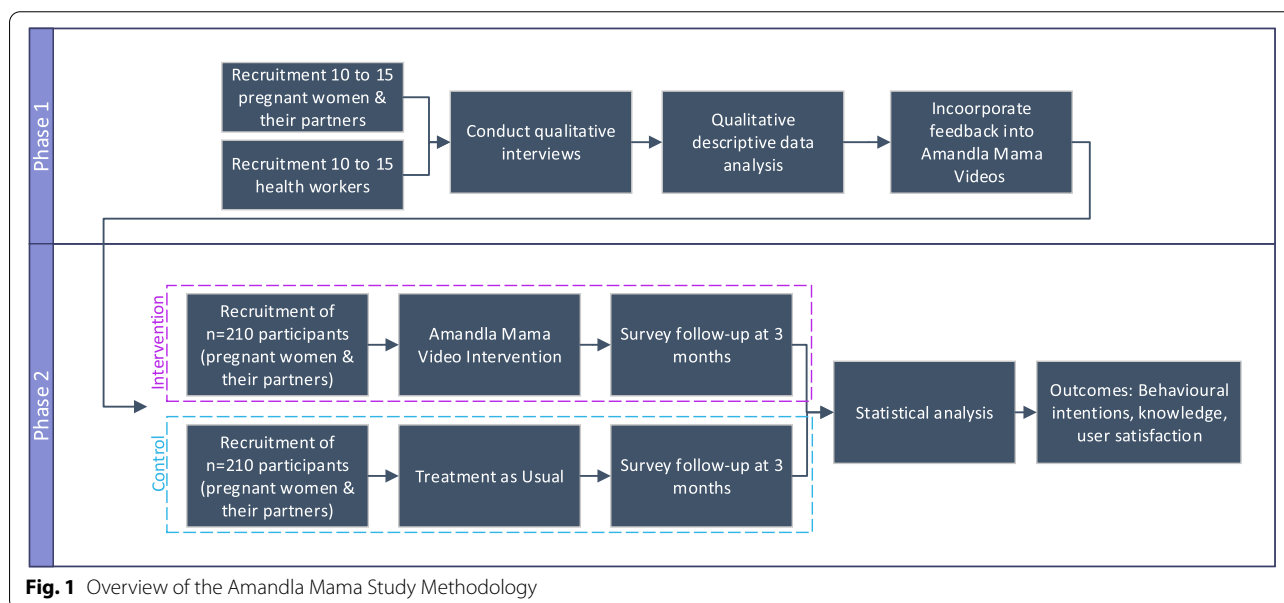 Phase 1
Recruitment 10 to 15
pregnant women &
their partners
Recruitment 10 to 15
health workers
Conduct qualitative
interviews
Qualitative
descriptive data
analysis
Incoorporate
feedback into
Amandla Mama
Videos
Phase 2
Intervention
Recruitment of
n=210 participants
(pregnant women &
their partners)
Amandla Mama
Video Intervention
Survey follow-up at 3
months
Control
Recruitment of
n=210 participants
(pregnant women &
their partners)
Treatment as Usual
Survey follow-up at 3
months
Statistical analysis
Outcomes: Behavioural
intentions, knowledge,
user satisfaction
Fig. 1 Overview of the Amandla Mama Study Methodology